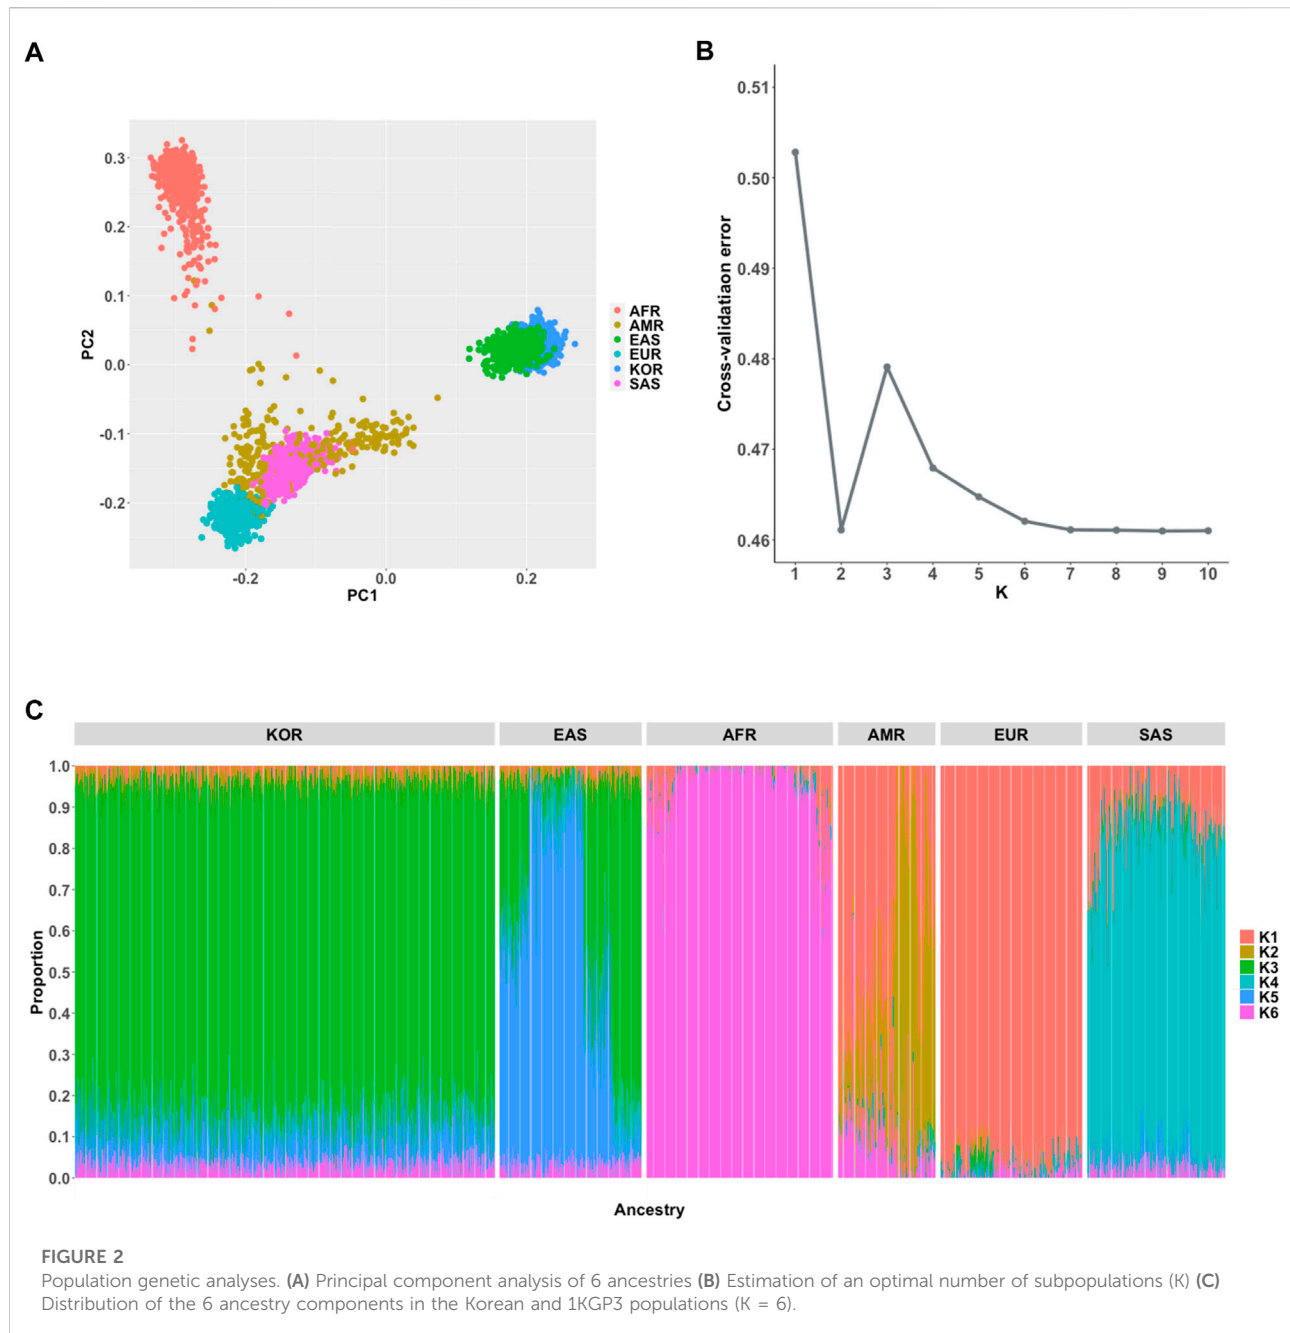 A
0.3
0.2
0.1
0.0
-0.1
-0.2
PC2
-0.2 0.0 0.2
PC1
AFR
AMR
EAS
EUR
KOR
SAS
B
0.51
0.50
0.49
0.48
0.47
0.46
Cross-validatiaon error
1 2 3 4 5 6 7 8 9 10
K
C
KOR EAS AFR AMR EUR SAS
1.0
0.9
0.8
0.7
0.6
0.5
0.4
0.3
0.2
0.1
0.0
Proportion
Ancestry
K1
K2
K3
K4
K5
K6
FIGURE 2
Population genetic analyses. (A) Principal component analysis of 6 ancestries (B) Estimation of an optimal number of subpopulations (K) (C)
Distribution of the 6 ancestry components in the Korean and 1KGP3 populations (K = 6).